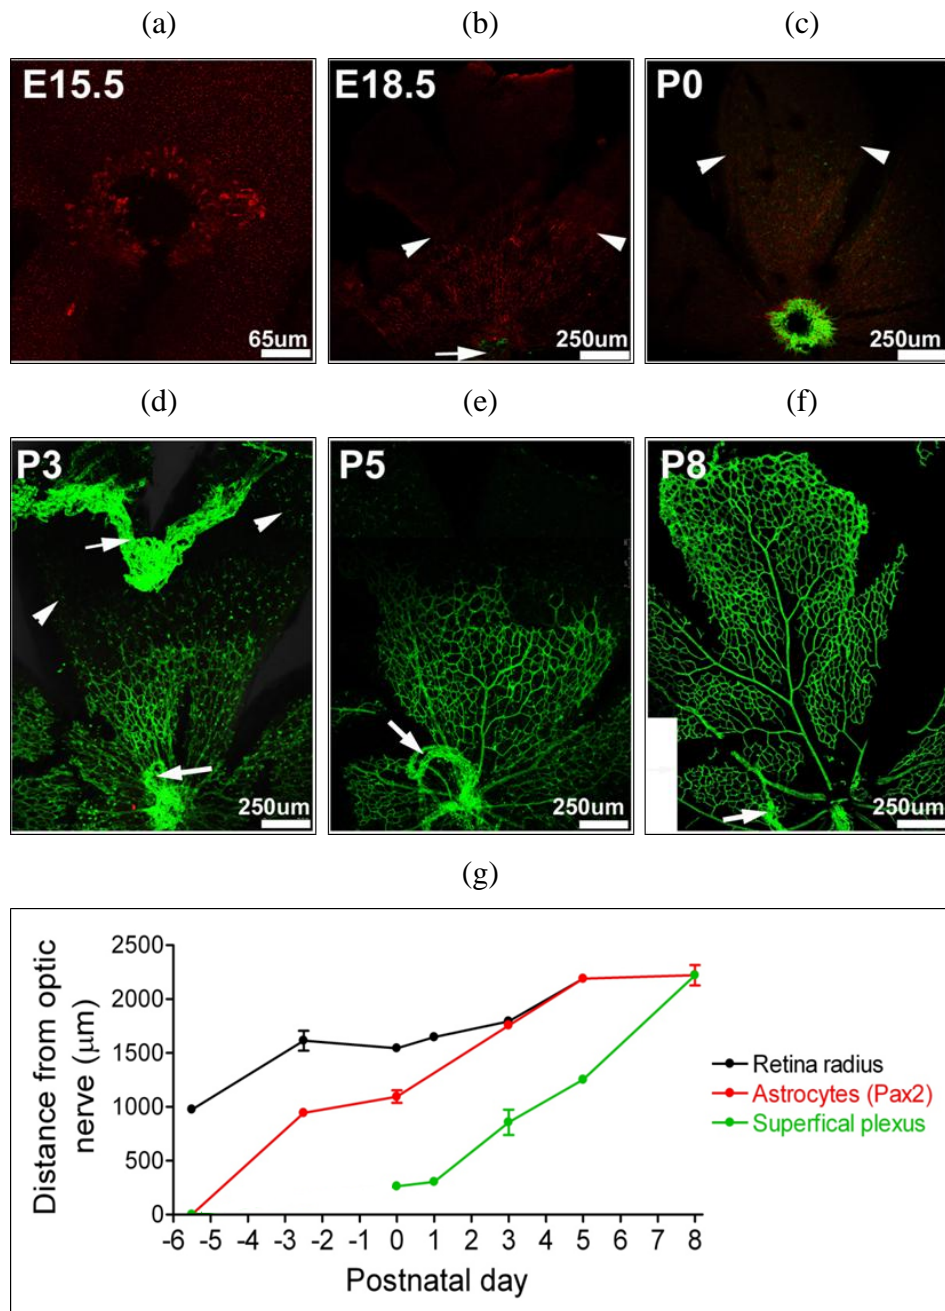 (a) (b) (c)
E15.5 E18.5 P0
65um 250um 250um
(d) (e) (f)
P3 P5 P8
250um 250um 250um
(g)
2500
2000
1500
1000
500
0
Distance from optic
nerve (μm)
-6 -5 -4 -3 -2 -1 0 1 2 3 4 5 6 7 8
Postnatal day
Retina radius
Astrocytes (Pax2)
Superfical plexus